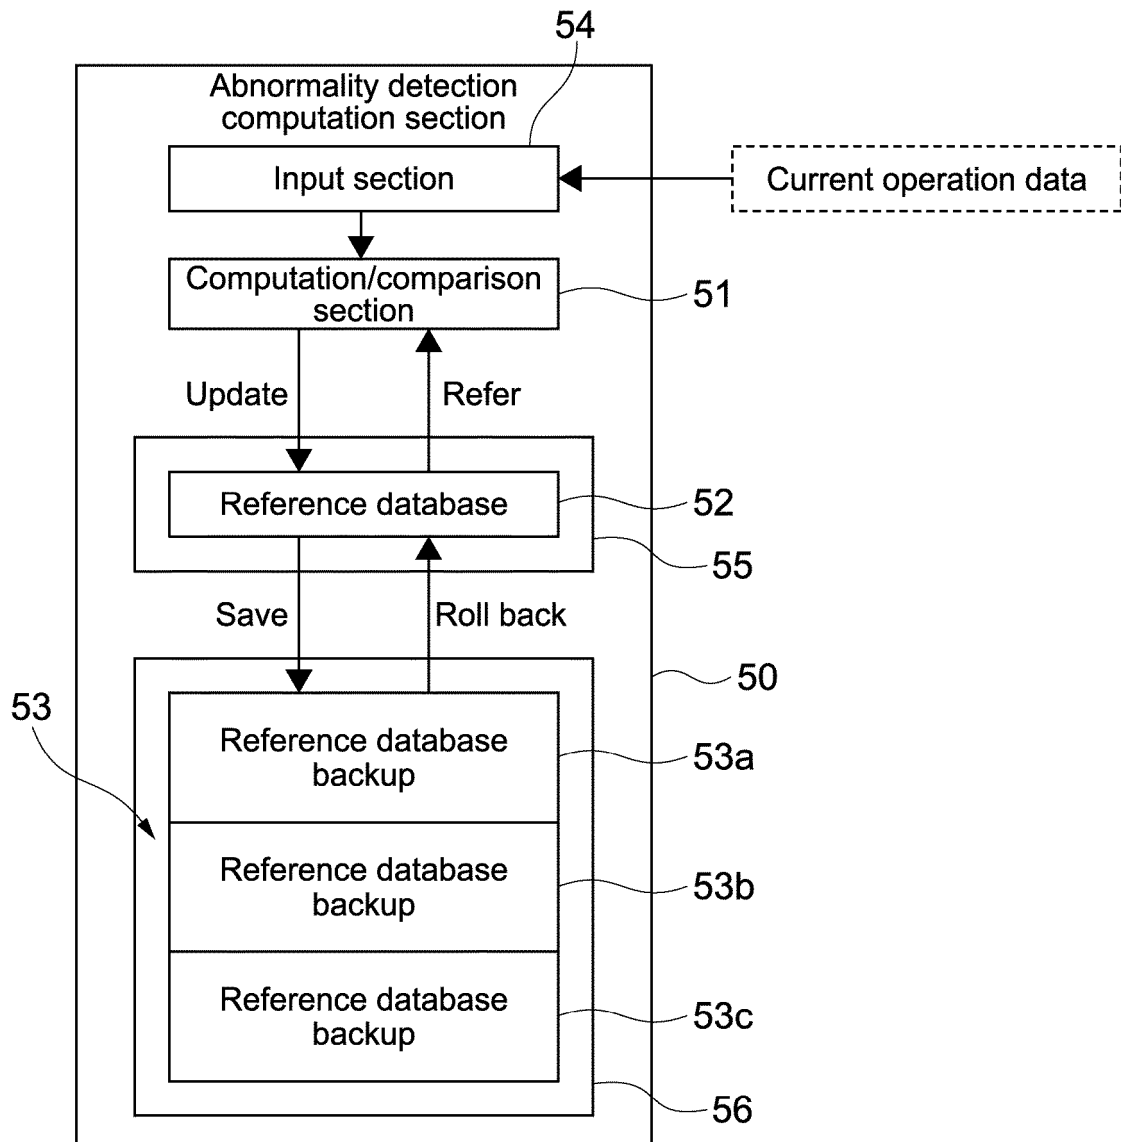 54
Abnormality detection
computation section
Input section
Current operation data
Computation/comparison
section
51
Update
Refer
Reference database
52
55
Save
Roll back
50
53
Reference database
backup
53a
Reference database
backup
53b
Reference database
backup
53c
56